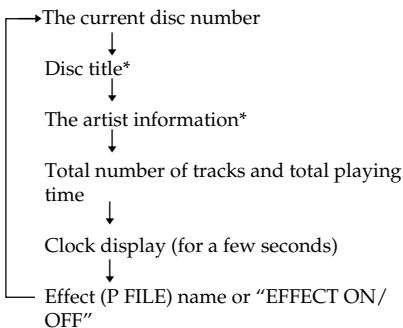 The current disc number
Disc title*
The artist information*
Total number of tracks and total playing
time
Clock display (for a few seconds)
Effect (P FILE) name or “EFFECT ON/
OFF”